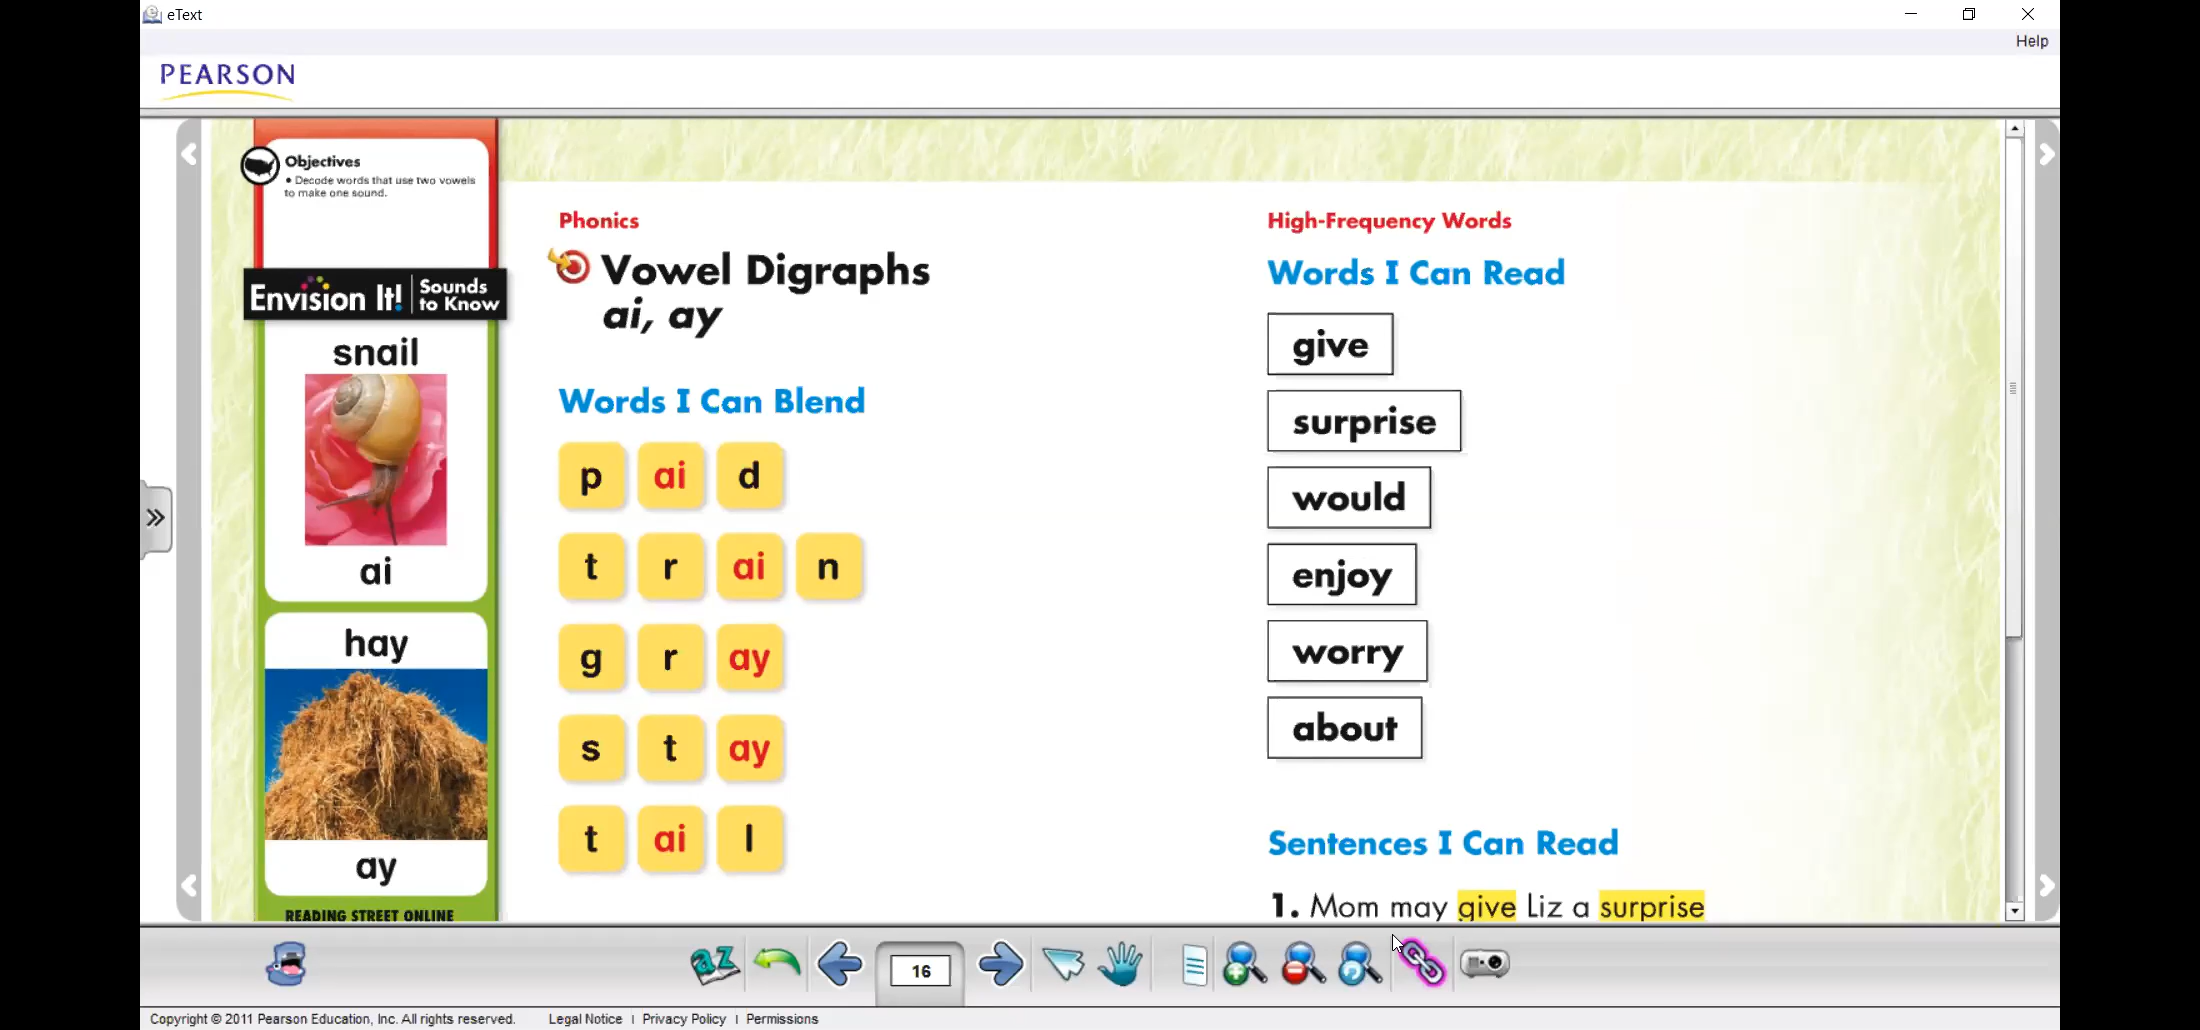 eText
Help
PEARSON
Objectives
• Decode words that use two vowels
to make one sound.
Envision It! Sounds
to Know
snail
ai
hay
ay
READING STREET ONLINE
Phonics
Vowel Digraphs
ai, ay
Words I Can Blend
p ai d
t r ai n
g r ay
s t ay
t ai l
High-Frequency Words
Words I Can Read
give
surprise
would
enjoy
worry
about
Sentences I Can Read
1. Mom may give Liz a surprise
az
16
Copyright © 2011 Pearson Education, Inc. All rights reserved. Legal Notice | Privacy Policy | Permissions